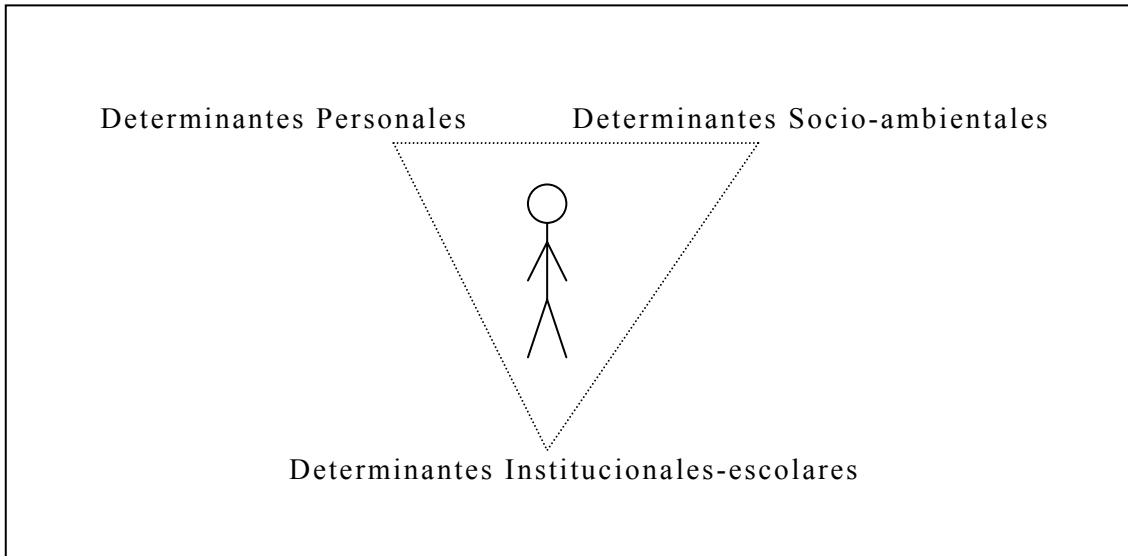 Determinantes Personales
Determinantes Socio-ambientales
Determinantes Institucionales-escolares